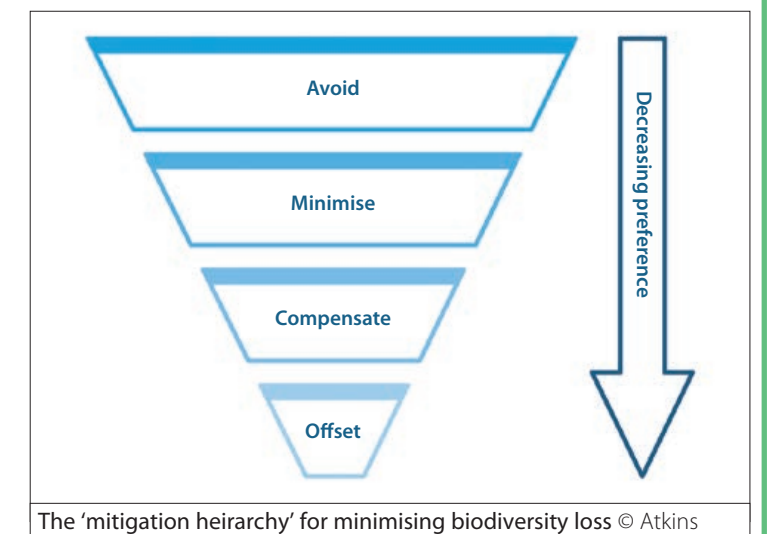 Avoid
Minimise
Compensate
Offset
Decreasing preference
The 'mitigation heirarchy' for minimising biodiversity loss © Atkins